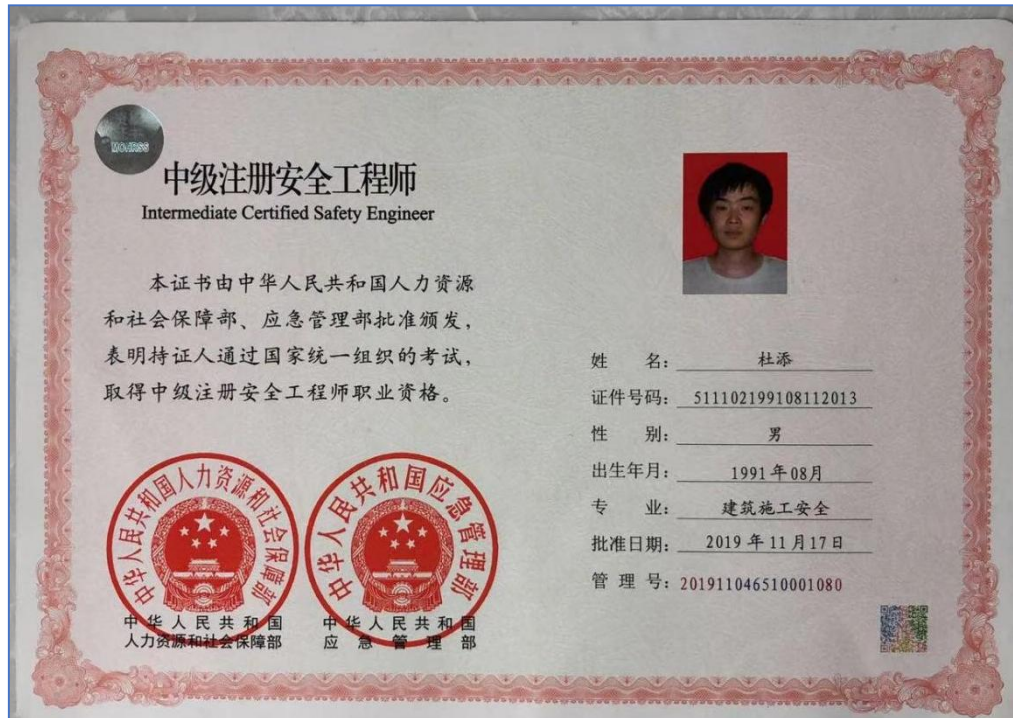 MOHRSS
中级注册安全工程师
Intermediate Certified Safety Engineer
本证书由中华人民共和国人力资源
和社会保障部、应急管理部批准颁发，
表明持证人通过国家统一组织的考试，
取得中级注册安全工程师职业资格。
中华人民共和国人力资源和社会保障部
中华人民共和国应急管理部
中华人民共和国
人力资源和社会保障部
中华人民共和国
应急管理部
姓 名： 杜添
证件号码： 511102199108112013
性 别： 男
出生年月： 1991年08月
专 业： 建筑施工安全
批准日期： 2019年11月17日
管 理 号： 201911046510001080